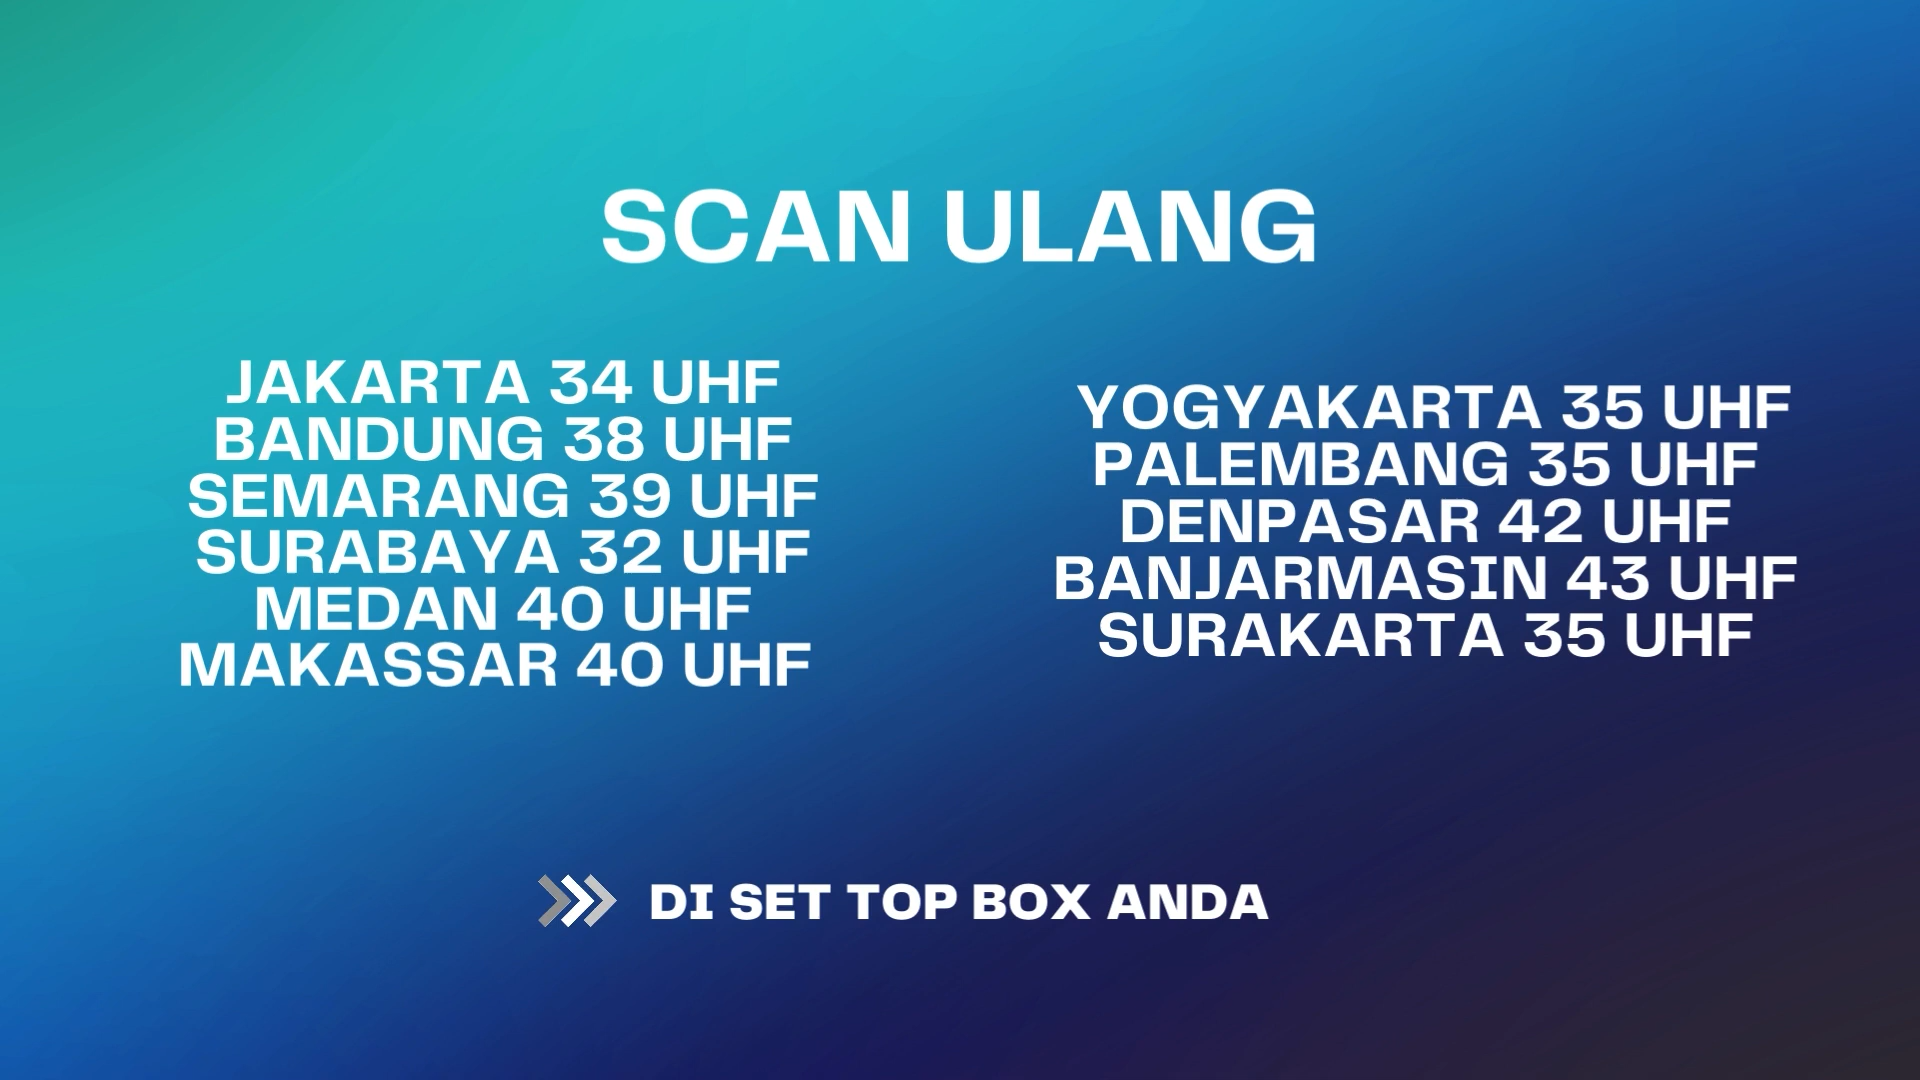 SCAN ULANG
JAKARTA 34 UHF
BANDUNG 38 UHF
SEMARANG 39 UHF
SURABAYA 32 UHF
MEDAN 40 UHF
MAKASSAR 40 UHF
YOGYAKARTA 35 UHF
PALEMBANG 35 UHF
DENPASAR 42 UHF
BANJARMASIN 43 UHF
SURAKARTA 35 UHF
DI SET TOP BOX ANDA